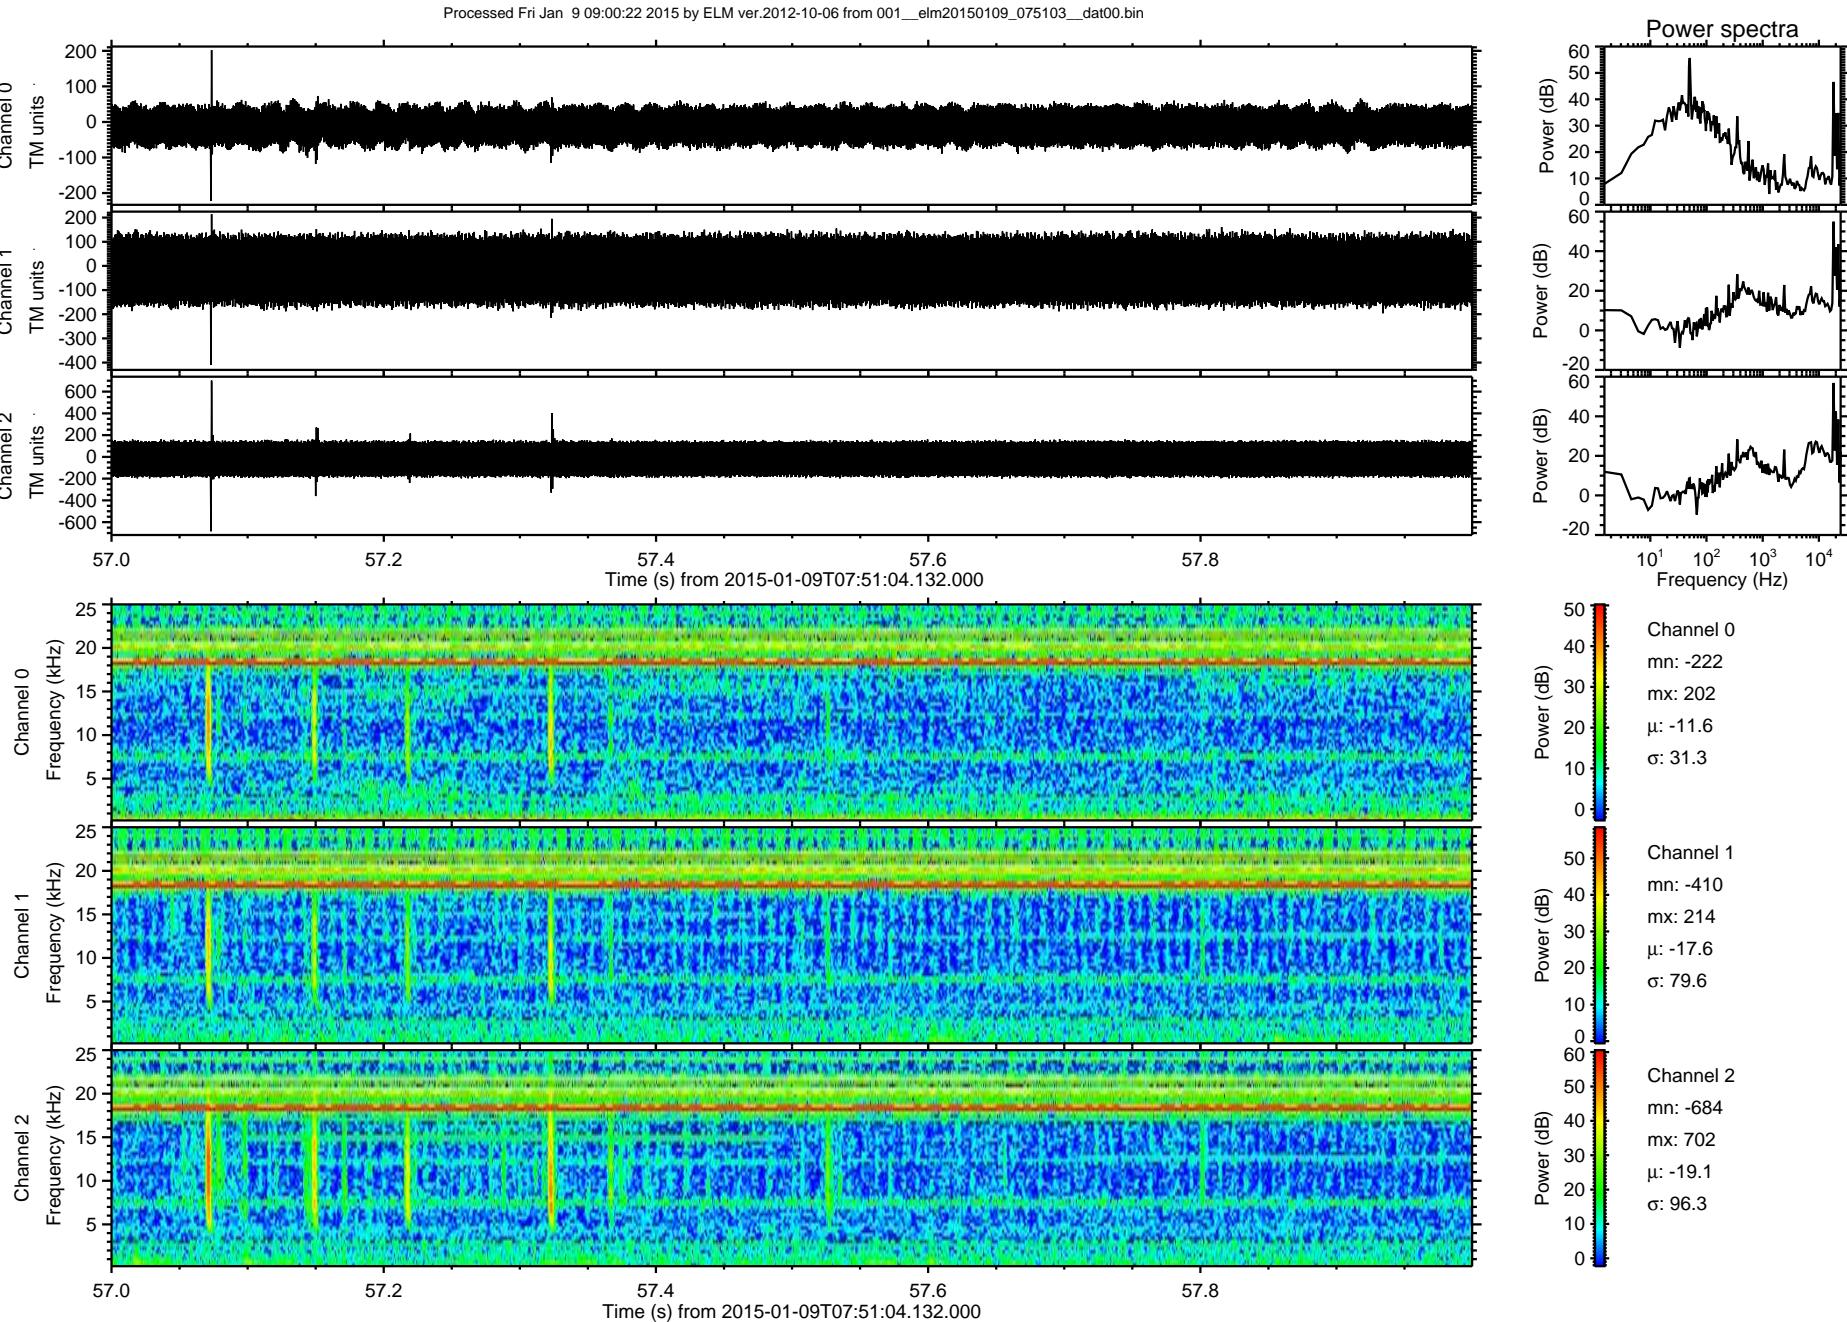 Processed Fri Jan  9 09:00:22 2015 by ELM ver.2012-10-06 from 001__elm20150109_075103__dat00.bin
Power spectra
Channel 0
TM units
200
100
0
-100
-200
Power (dB)
60
50
40
30
20
10
0
Channel 1
TM units
200
100
0
-100
-200
-300
-400
Power (dB)
60
40
20
0
-20
Channel 2
TM units
600
400
200
0
-200
-400
-600
Power (dB)
60
40
20
0
-20
57.0 57.2 57.4 57.6 57.8
Time (s) from 2015-01-09T07:51:04.132.000
10¹ 10² 10³ 10⁴
Frequency (Hz)
Channel 0
Frequency (kHz)
25
20
15
10
5
Power (dB)
50
40
30
20
10
0
Channel 0
mn: -222
mx: 202
μ: -11.6
σ: 31.3
Channel 1
Frequency (kHz)
25
20
15
10
5
Power (dB)
50
40
30
20
10
0
Channel 1
mn: -410
mx: 214
μ: -17.6
σ: 79.6
Channel 2
Frequency (kHz)
25
20
15
10
5
Power (dB)
60
50
40
30
20
10
0
Channel 2
mn: -684
mx: 702
μ: -19.1
σ: 96.3
57.0 57.2 57.4 57.6 57.8
Time (s) from 2015-01-09T07:51:04.132.000